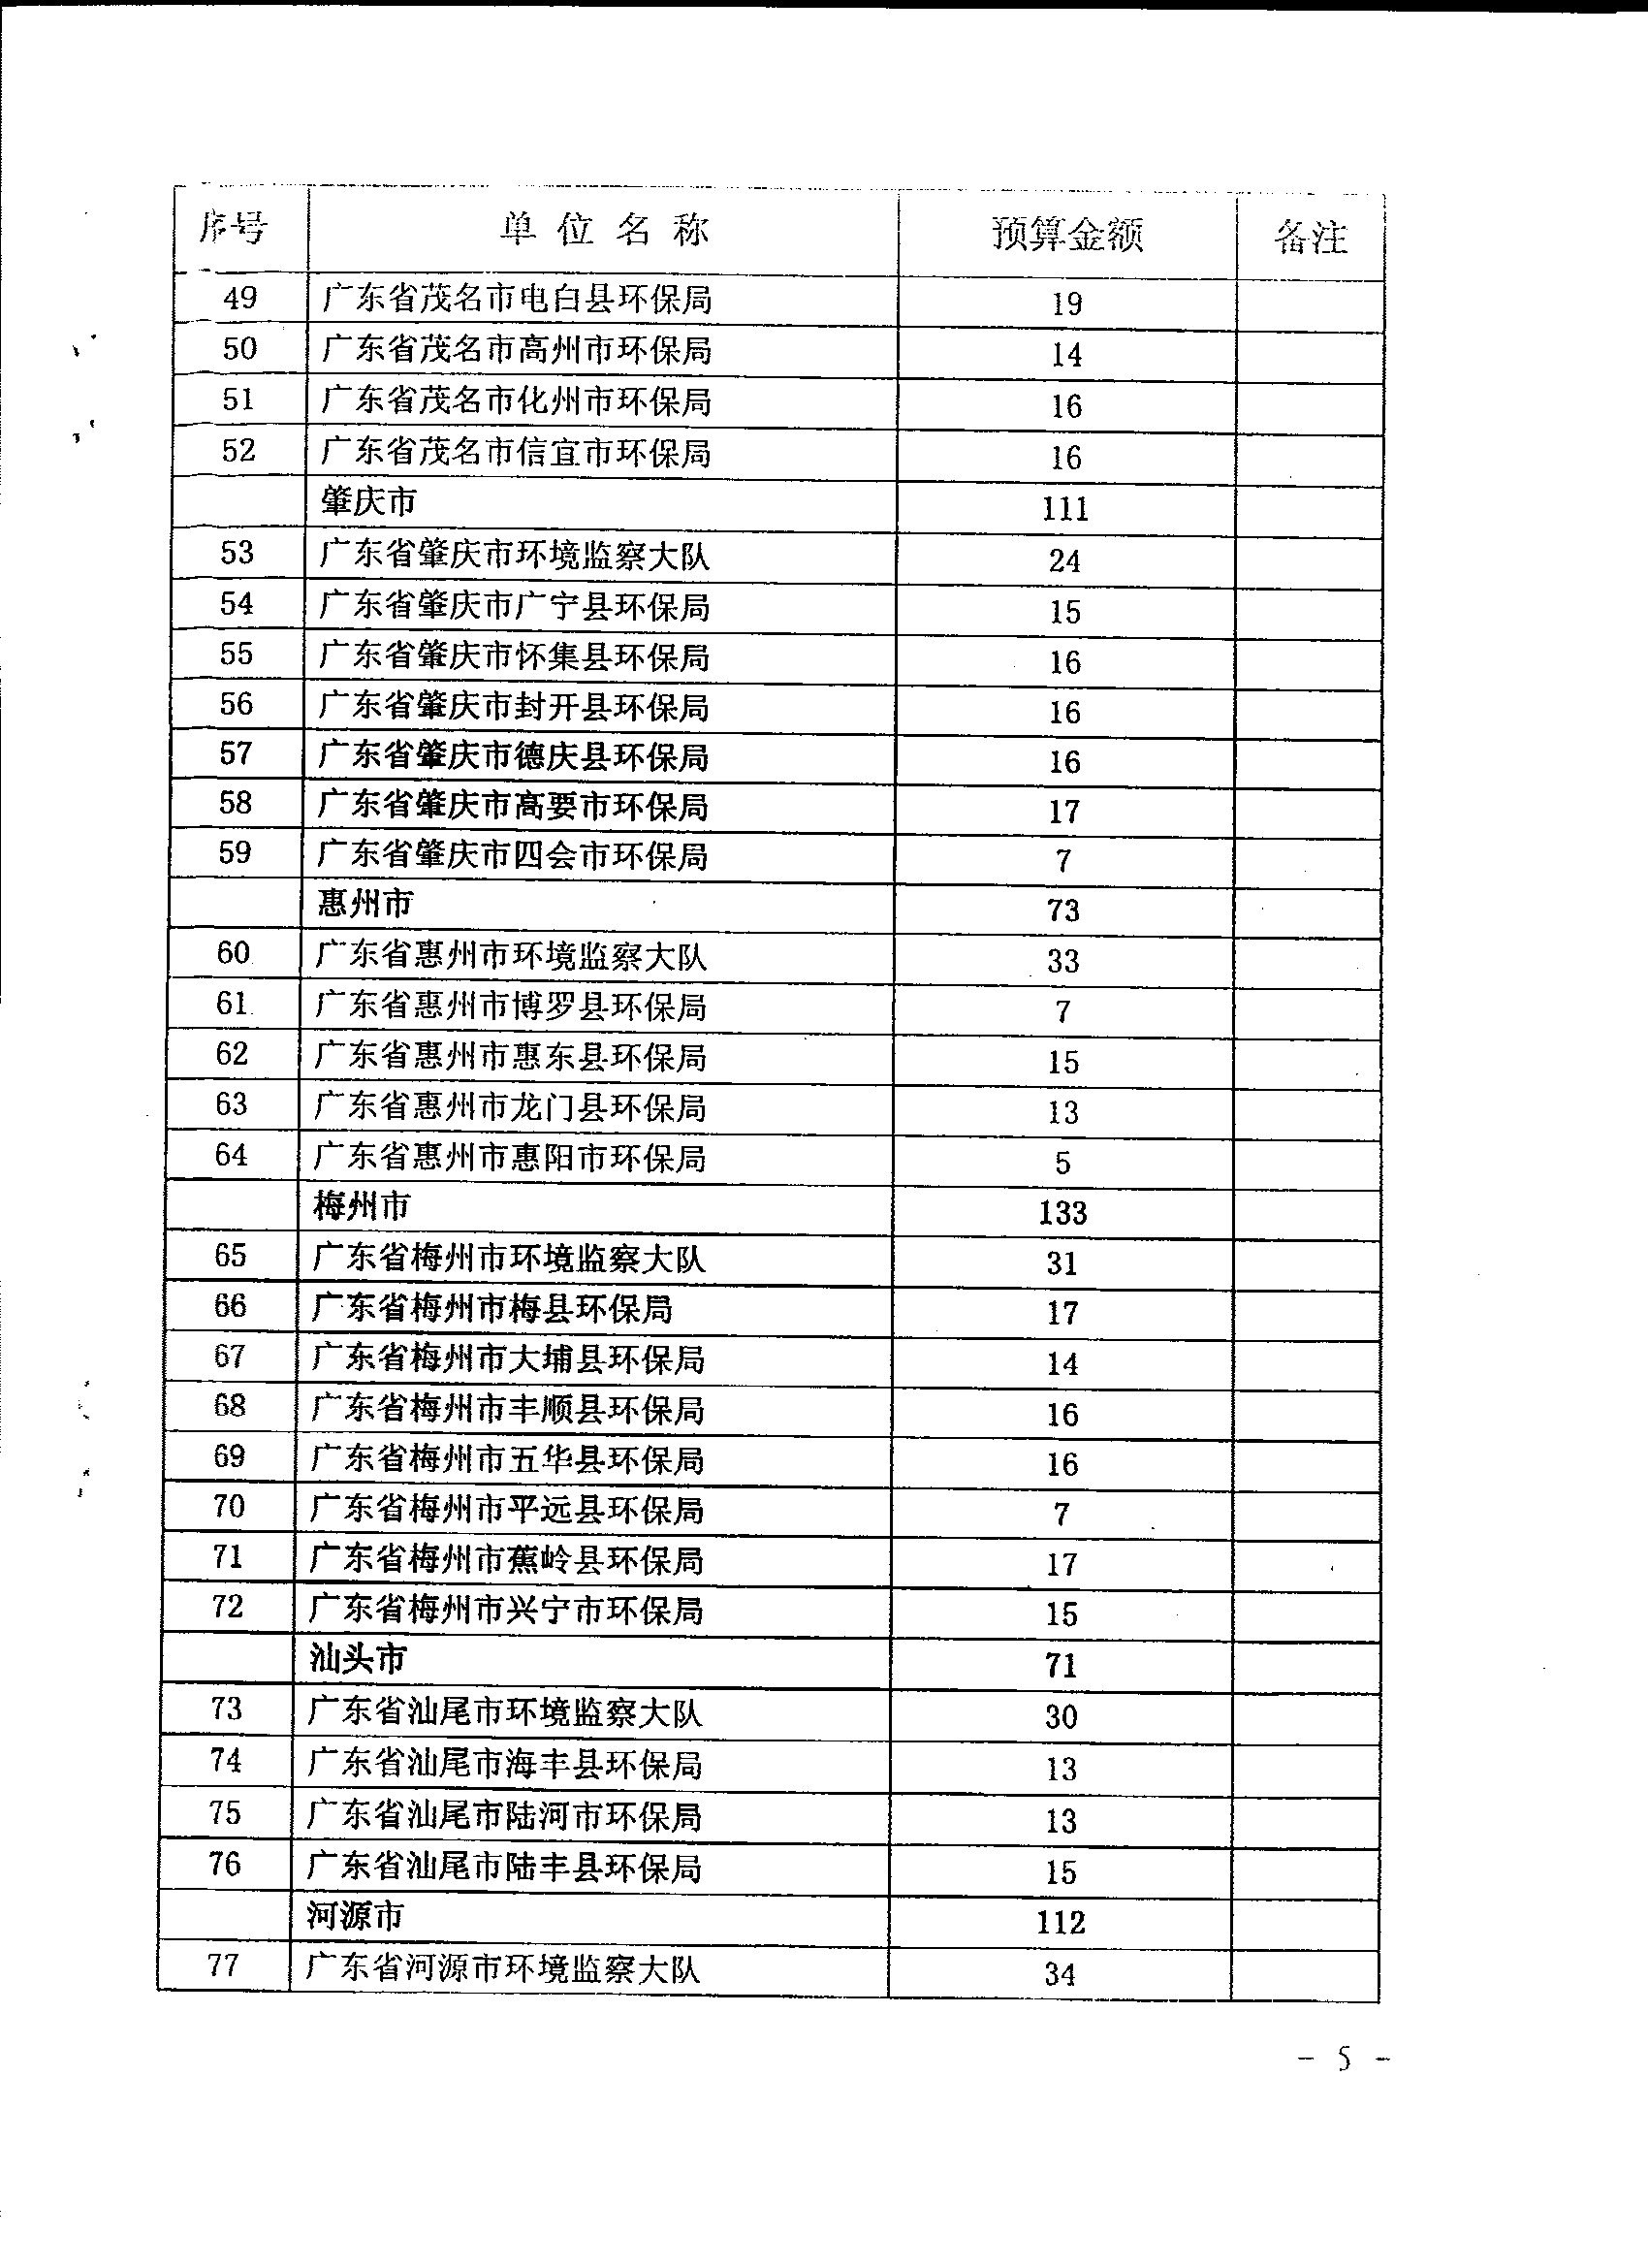 序号 单位名称 预算金额 备注
49 广东省茂名市电白县环保局 19
50 广东省茂名市高州市环保局 14
51 广东省茂名市化州市环保局 16
52 广东省茂名市信宜市环保局 16
肇庆市 111
53 广东省肇庆市环境监察大队 24
54 广东省肇庆市广宁县环保局 15
55 广东省肇庆市怀集县环保局 16
56 广东省肇庆市封开县环保局 16
57 广东省肇庆市德庆县环保局 16
58 广东省肇庆市高要市环保局 17
59 广东省肇庆市四会市环保局 7
惠州市 73
60 广东省惠州市环境监察大队 33
61 广东省惠州市博罗县环保局 7
62 广东省惠州市惠东县环保局 15
63 广东省惠州市龙门县环保局 13
64 广东省惠州市惠阳市环保局 5
梅州市 133
65 广东省梅州市环境监察大队 31
66 广东省梅州市梅县环保局 17
67 广东省梅州市大埔县环保局 14
68 广东省梅州市丰顺县环保局 16
69 广东省梅州市五华县环保局 16
70 广东省梅州市平远县环保局 7
71 广东省梅州市蕉岭县环保局 17
72 广东省梅州市兴宁市环保局 15
汕头市 71
73 广东省汕尾市环境监察大队 30
74 广东省汕尾市海丰县环保局 13
75 广东省汕尾市陆河市环保局 13
76 广东省汕尾市陆丰县环保局 15
河源市 112
77 广东省河源市环境监察大队 34
- 5 -